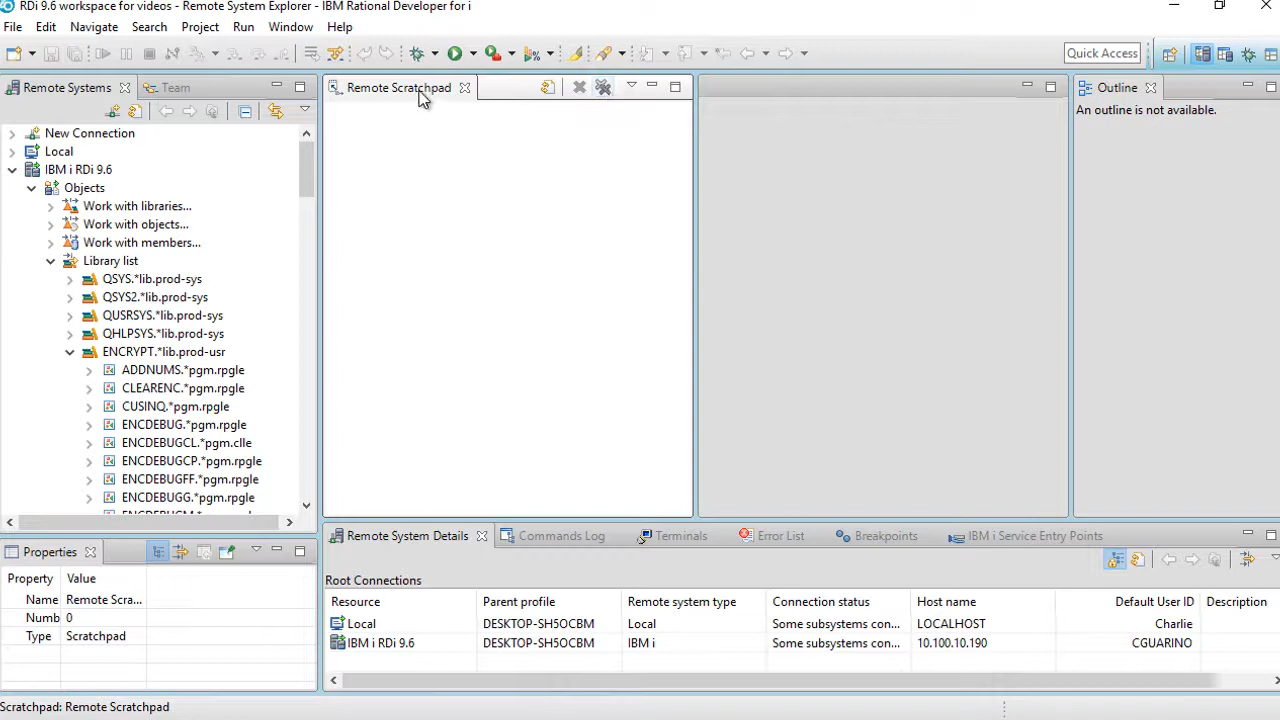 RDi 9.6 workspace for videos - Remote System Explorer - IBM Rational Developer for i
File Edit Navigate Search Project Run Window Help
Quick Access
Remote Systems Team
New Connection
Local
IBM i RDi 9.6
Objects
Work with libraries...
Work with objects...
Work with members...
Library list
QSYS.*lib.prod-sys
QSYS2.*lib.prod-sys
QUSRSYS.*lib.prod-sys
QHLPSYS.*lib.prod-sys
ENCRYPT.*lib.prod-usr
ADDNUMS.*pgm.rpgle
CLEARENC.*pgm.rpgle
CUSINQ.*pgm.rpgle
ENCDEBUG.*pgm.rpgle
ENCDEBUGCL.*pgm.clle
ENCDEBUGCP.*pgm.rpgle
ENCDEBUGFF.*pgm.rpgle
ENCDEBUGG.*pgm.rpgle
Remote Scratchpad
Outline
An outline is not available.
Properties
Property Value
Name Remote Scra...
Numb 0
Type Scratchpad
Remote System Details Commands Log Terminals Error List Breakpoints IBM i Service Entry Points
Root Connections
Resource Parent profile Remote system type Connection status Host name Default User ID Description
Local DESKTOP-SH5OCBM Local Some subsystems con... LOCALHOST Charlie
IBM i RDi 9.6 DESKTOP-SH5OCBM IBM i Some subsystems con... 10.100.10.190 CGUARINO
Scratchpad: Remote Scratchpad